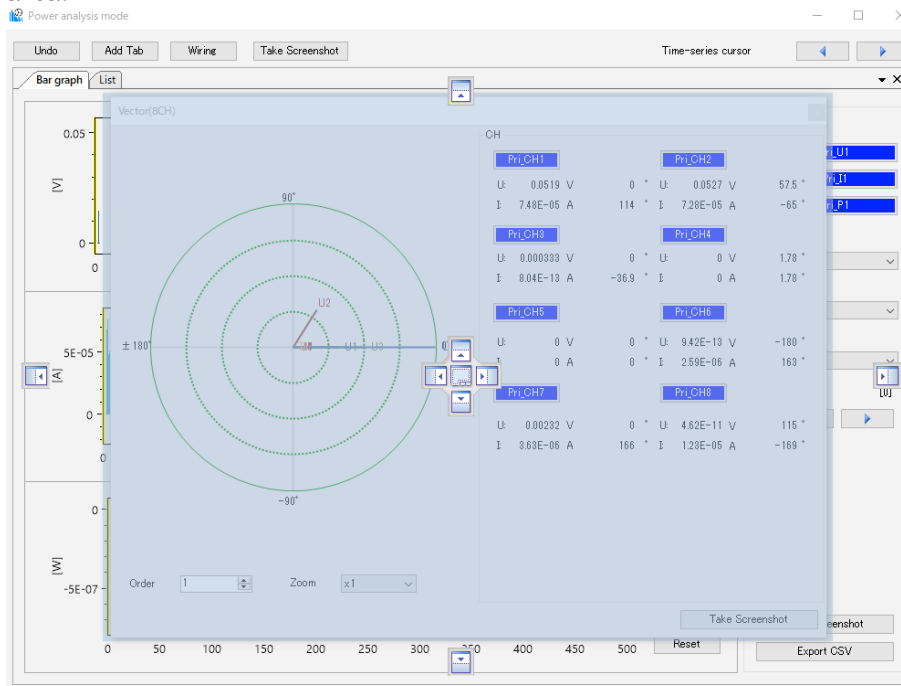 Power analysis mode
Undo Add Tab Wiring Take Screenshot Time-series cursor
Bar graph List
Vector(8CH)
CH
0.05
[V]
0
0
Pri_CH1 Pri_CH2
U: 0.0519 V 0 ° U: 0.0527 V 57.5 °
I: 7.48E-05 A 114 ° I: 7.28E-05 A -65 °
Pri_CH3 Pri_CH4
U: 0.000333 V 0 ° U: 0 V 1.78 °
I: 8.04E-13 A -36.9 ° I: 0 A 1.78 °
Pri_CH5 Pri_CH6
U: 0 V 0 ° U: 9.42E-13 V -180 °
0 A 0 ° I: 2.59E-06 A 163 °
Pri_CH7 Pri_CH8
U: 0.00232 V 0 ° U: 4.62E-11 V 115 °
I: 3.63E-06 A 166 ° I: 1.23E-05 A -169 °
90°
U2
± 180° U1 U3 0
-90°
5E-05
[A]
0
0
Pri_U1
Pri_I1
Pri_P1
[U]
0
[W]
-5E-07
Order 1 Zoom x1
Take Screenshot
eenshot
0 50 100 150 200 250 300 350 400 450 500 Reset
Export CSV